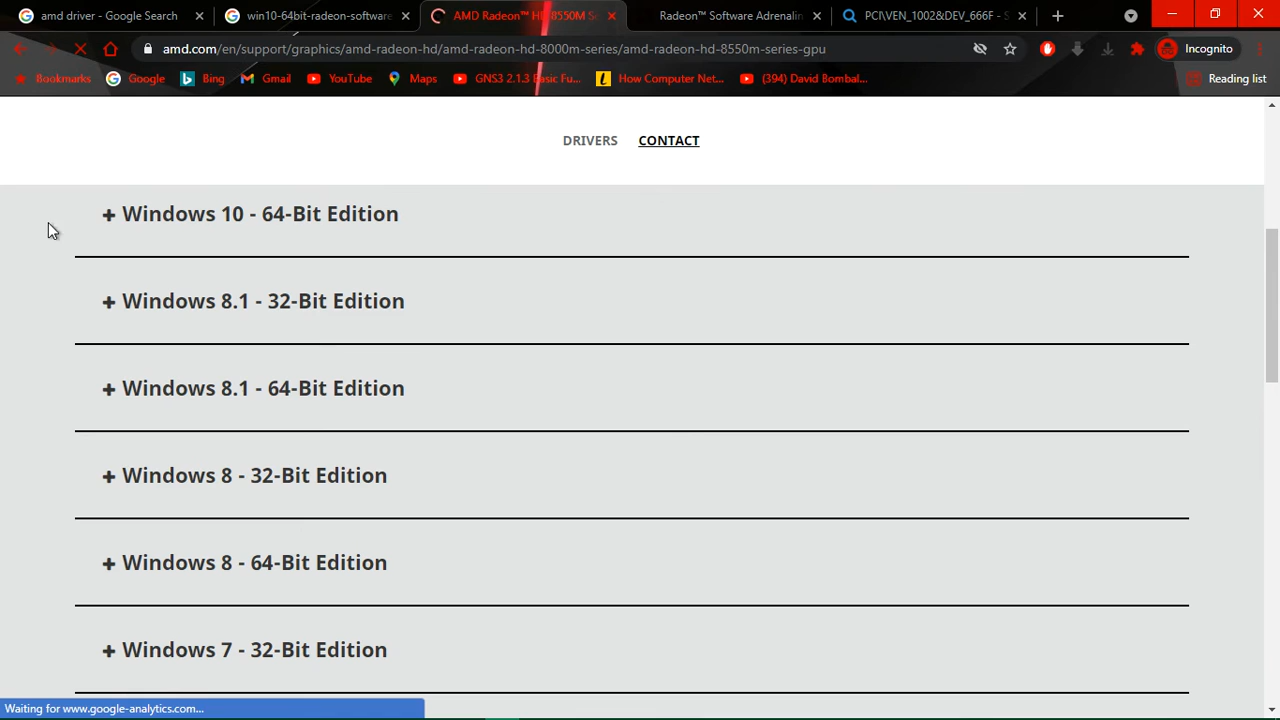 amd driver - Google Search
win10-64bit-radeon-software
AMD Radeon™ HD 8550M Se
Radeon™ Software Adrenalin
PCI\VEN_1002&DEV_666F - S
amd.com/en/support/graphics/amd-radeon-hd/amd-radeon-hd-8000m-series/amd-radeon-hd-8550m-series-gpu
Incognito
Bookmarks
Google
Bing
Gmail
YouTube
Maps
GNS3 2.1.3 Basic Fu...
How Computer Net...
(394) David Bombal...
Reading list
DRIVERS CONTACT
+ Windows 10 - 64-Bit Edition
+ Windows 8.1 - 32-Bit Edition
+ Windows 8.1 - 64-Bit Edition
+ Windows 8 - 32-Bit Edition
+ Windows 8 - 64-Bit Edition
+ Windows 7 - 32-Bit Edition
Waiting for www.google-analytics.com...